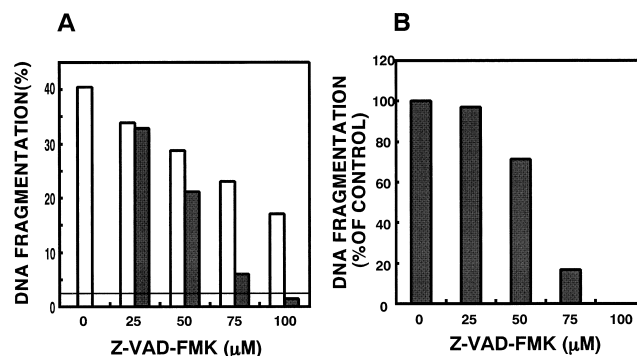 A
DNA FRAGMENTATION(%)
40
30
20
10
0
0 25 50 75 100
Z-VAD-FMK (μM)
B
DNA FRAGMENTATION
(%OF CONTROL)
120
100
80
60
40
20
0
0 25 50 75 100
Z-VAD-FMK (μM)